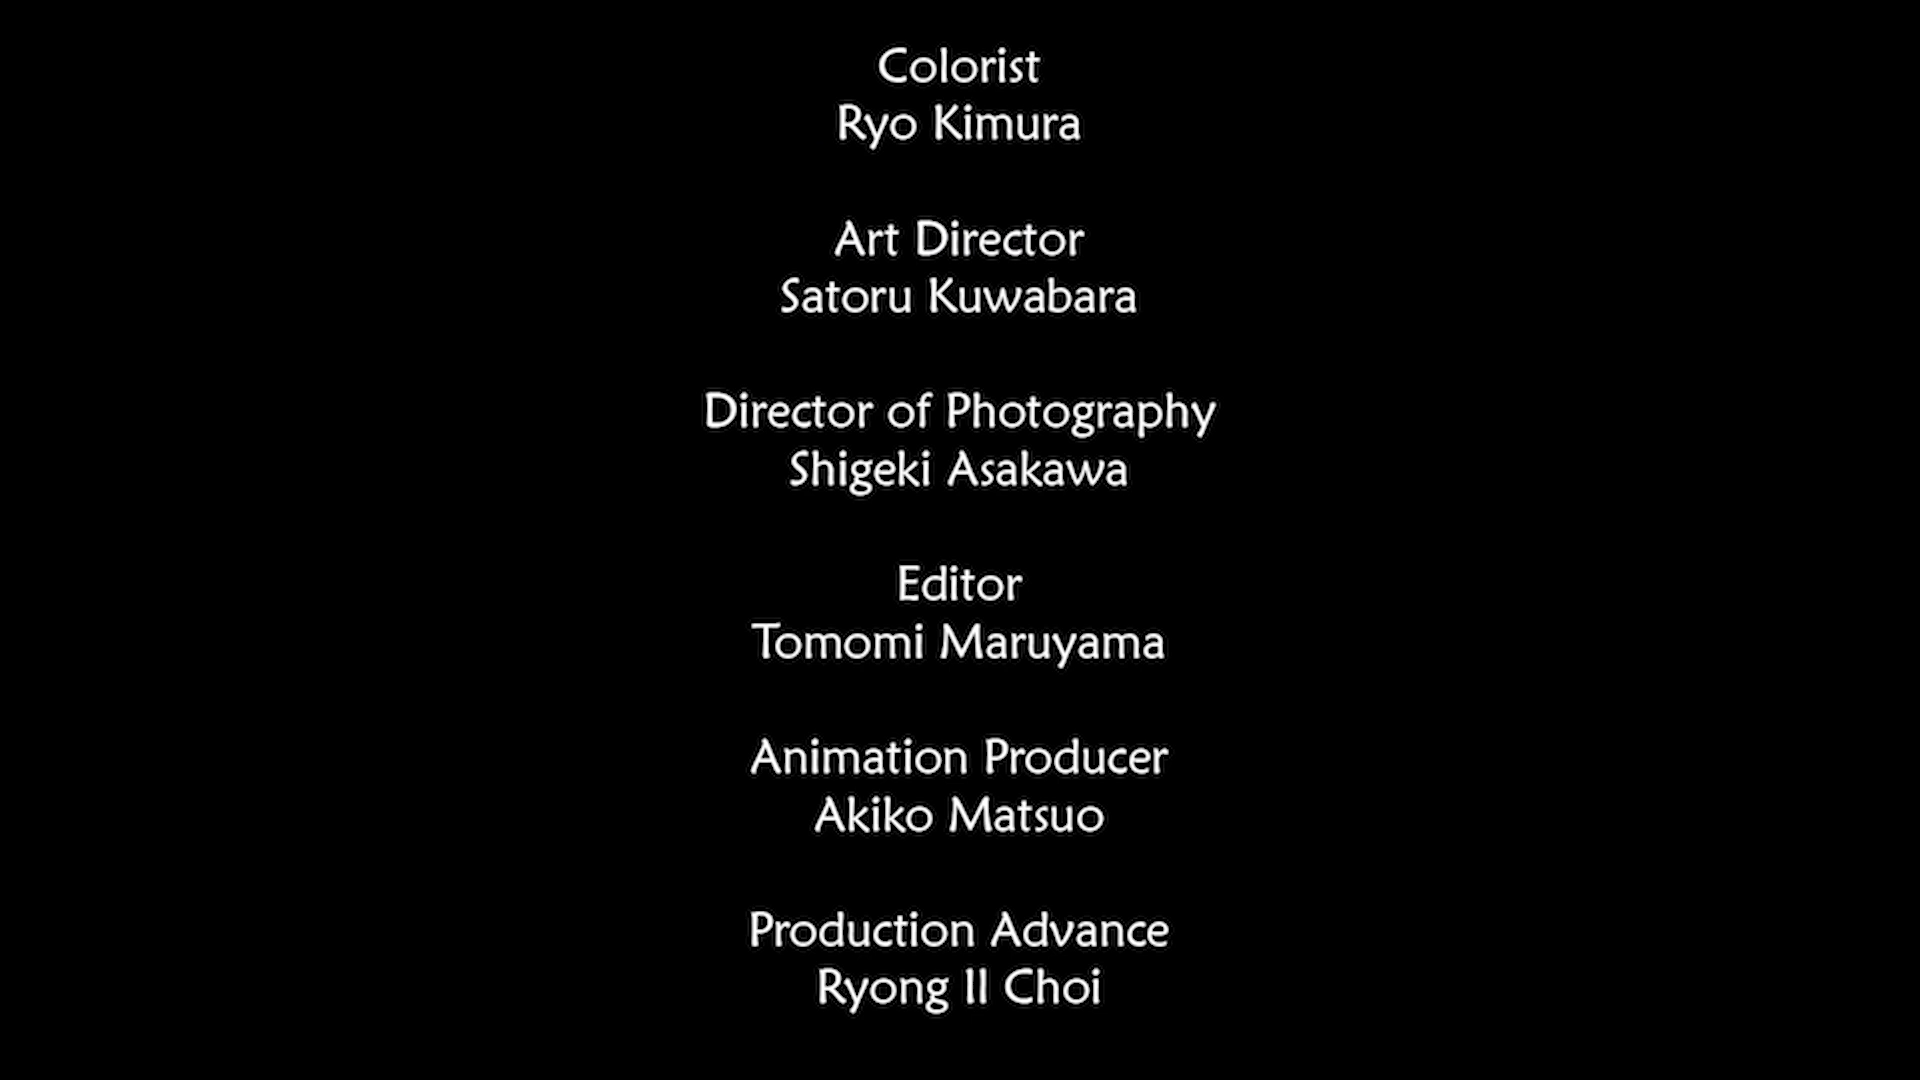 Colorist
Ryo Kimura
Art Director
Satoru Kuwabara
Director of Photography
Shigeki Asakawa
Editor
Tomomi Maruyama
Animation Producer
Akiko Matsuo
Production Advance
Ryong Il Choi